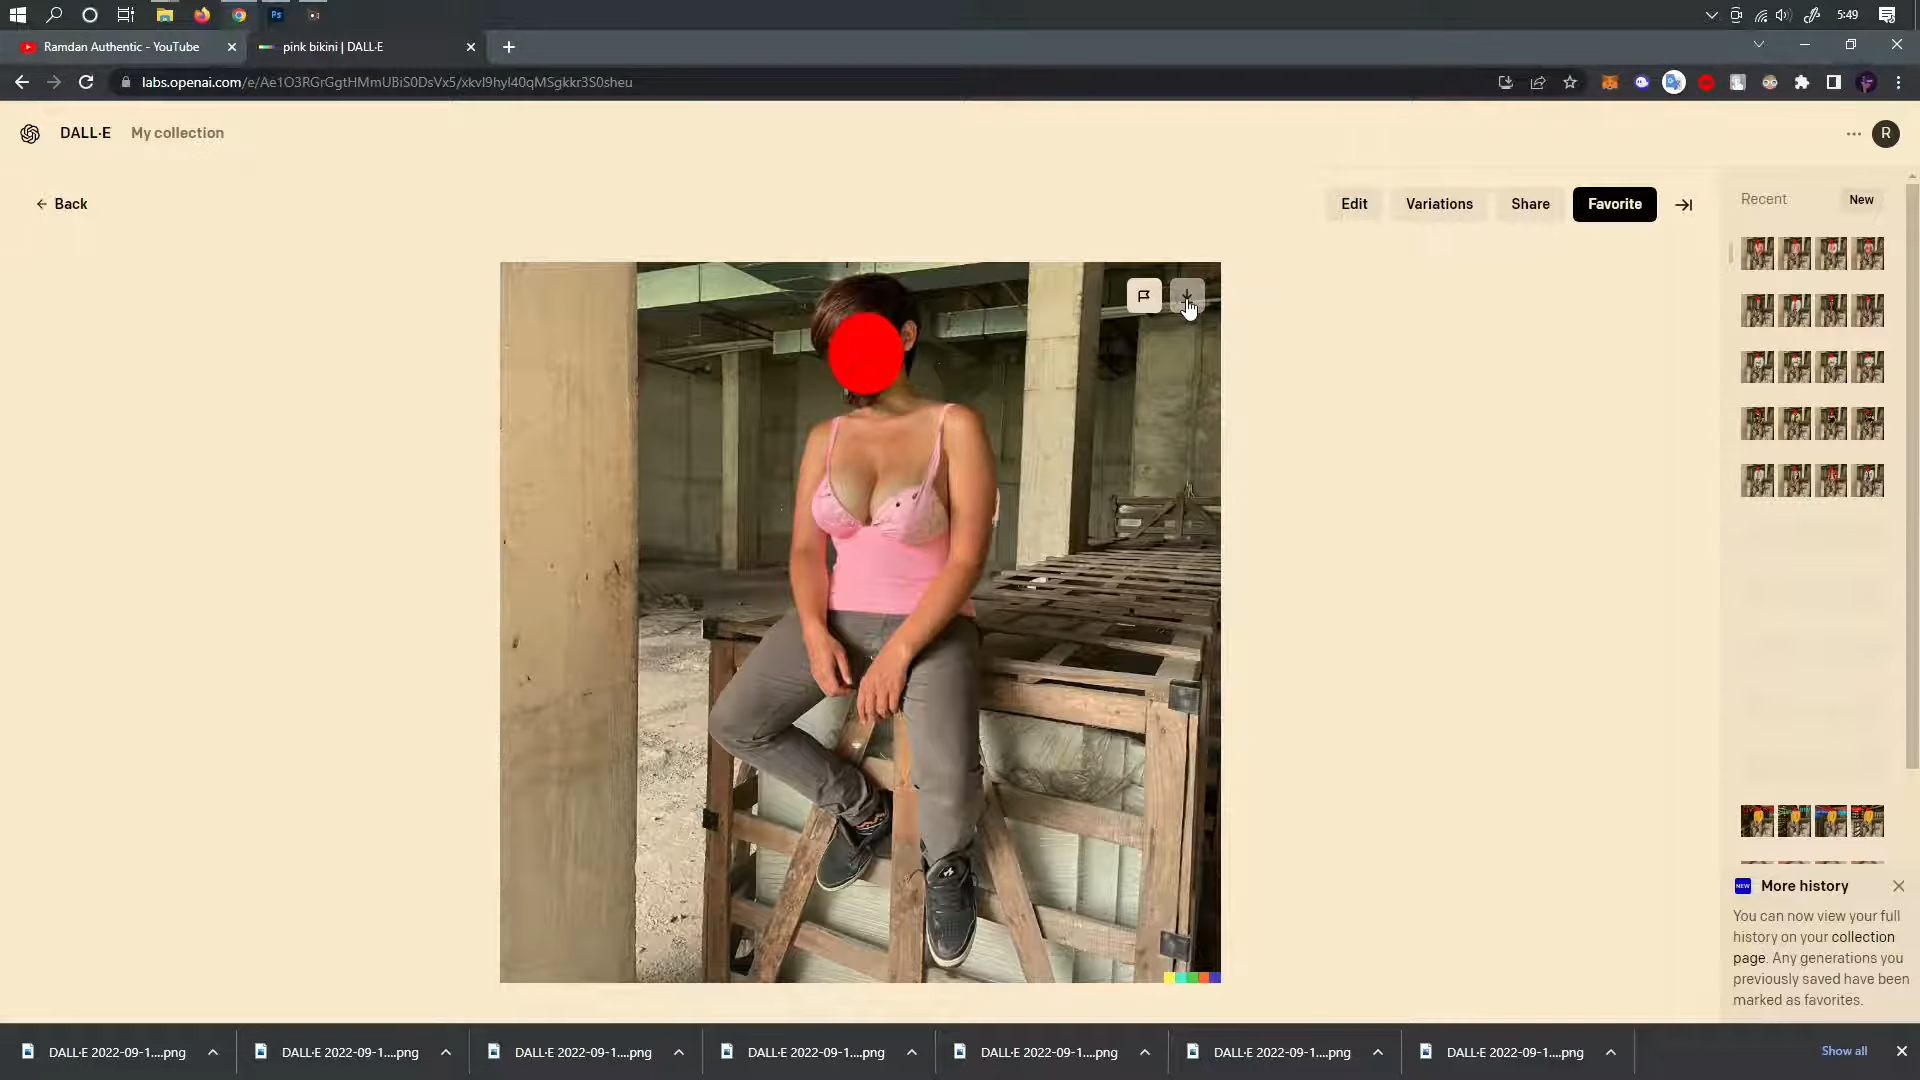 Ps
5:49
Ramdan Authentic - YouTube
pink bikini | DALL·E
labs.openai.com/e/Ae1O3RGrGgtHMmUBiS0DsVx5/xkvI9hyl40qMSgkkr3S0sheu
DALL·E
My collection
R
Back
Edit
Variations
Share
Favorite
Recent
New
NEW
More history
You can now view your full
history on your collection
page. Any generations you
previously saved have been
marked as favorites.
DALL·E 2022-09-1....png
DALL·E 2022-09-1....png
DALL·E 2022-09-1....png
DALL·E 2022-09-1....png
DALL·E 2022-09-1....png
DALL·E 2022-09-1....png
DALL·E 2022-09-1....png
Show all